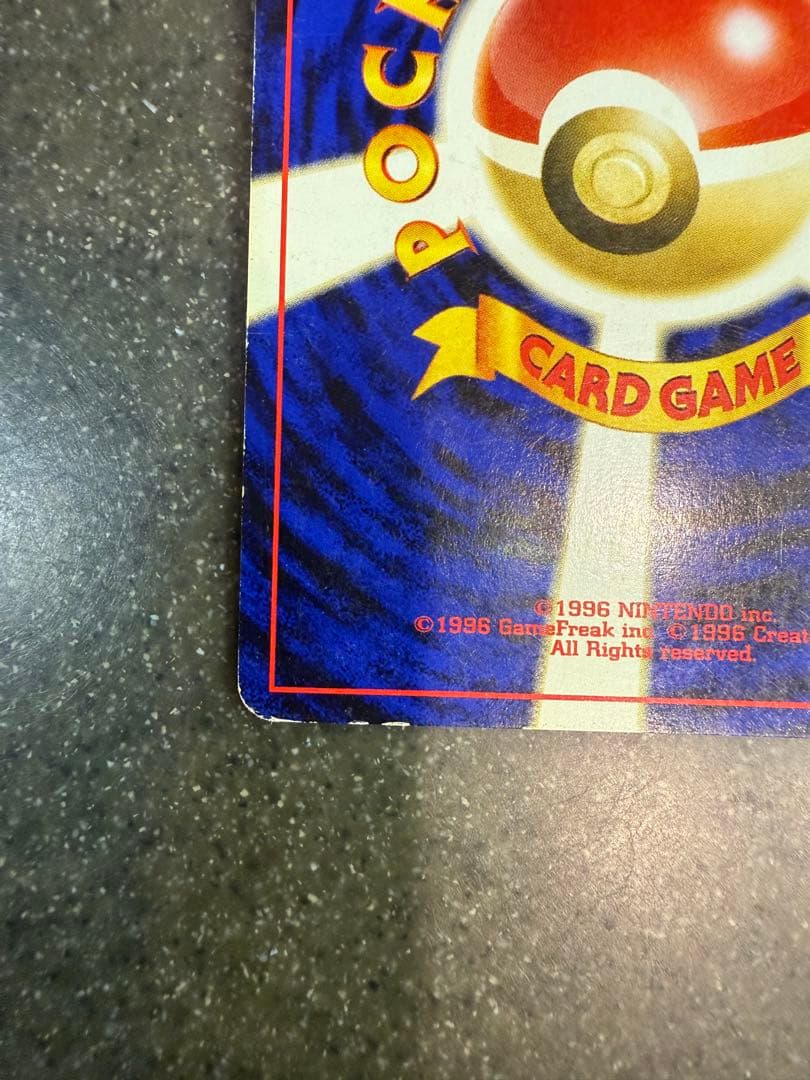 POC
CARD GAME
©1996 NINTENDO inc.
©1996 GameFreak inc. ©1996 Creat
All Rights reserved.